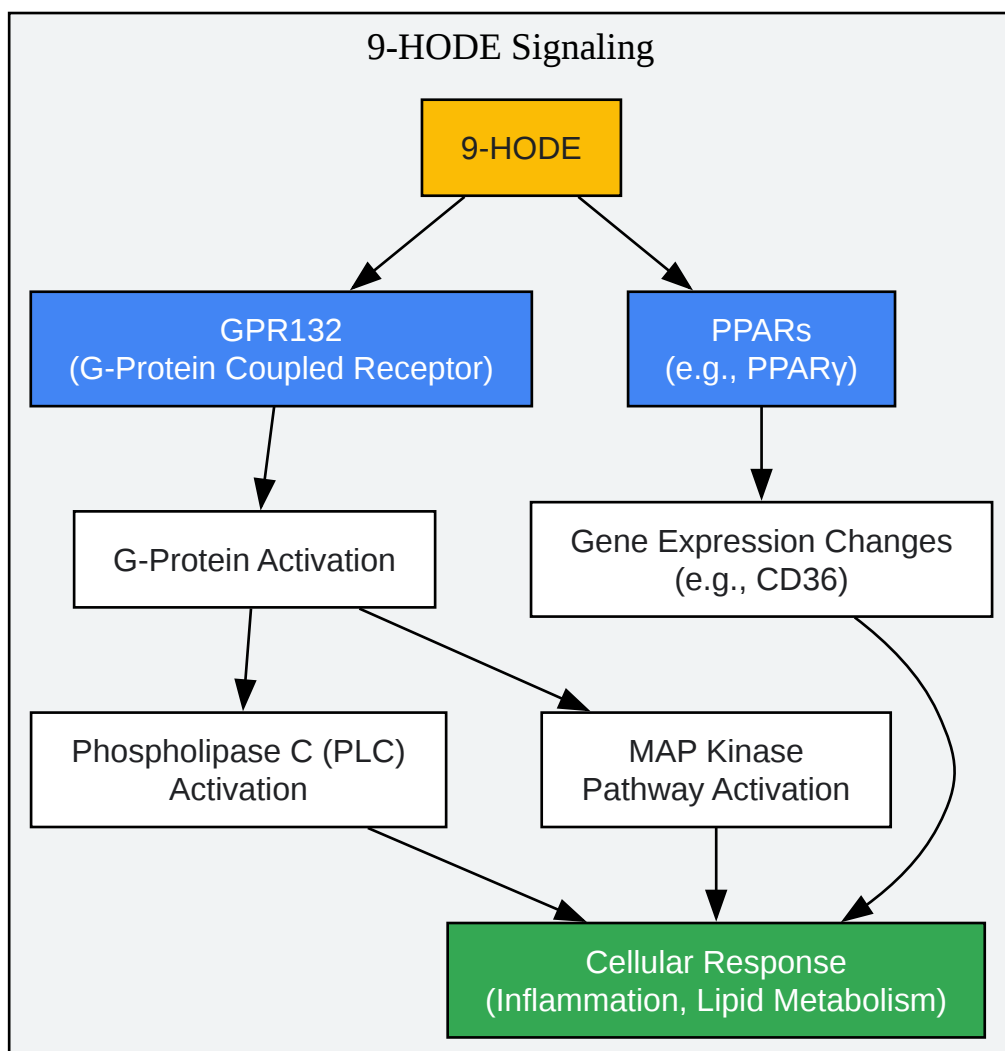 9-HODE Signaling
9-HODE
GPR132
(G-Protein Coupled Receptor)
PPARs
(e.g., PPARγ)
G-Protein Activation
Gene Expression Changes
(e.g., CD36)
Phospholipase C (PLC)
Activation
MAP Kinase
Pathway Activation
Cellular Response
(Inflammation, Lipid Metabolism)